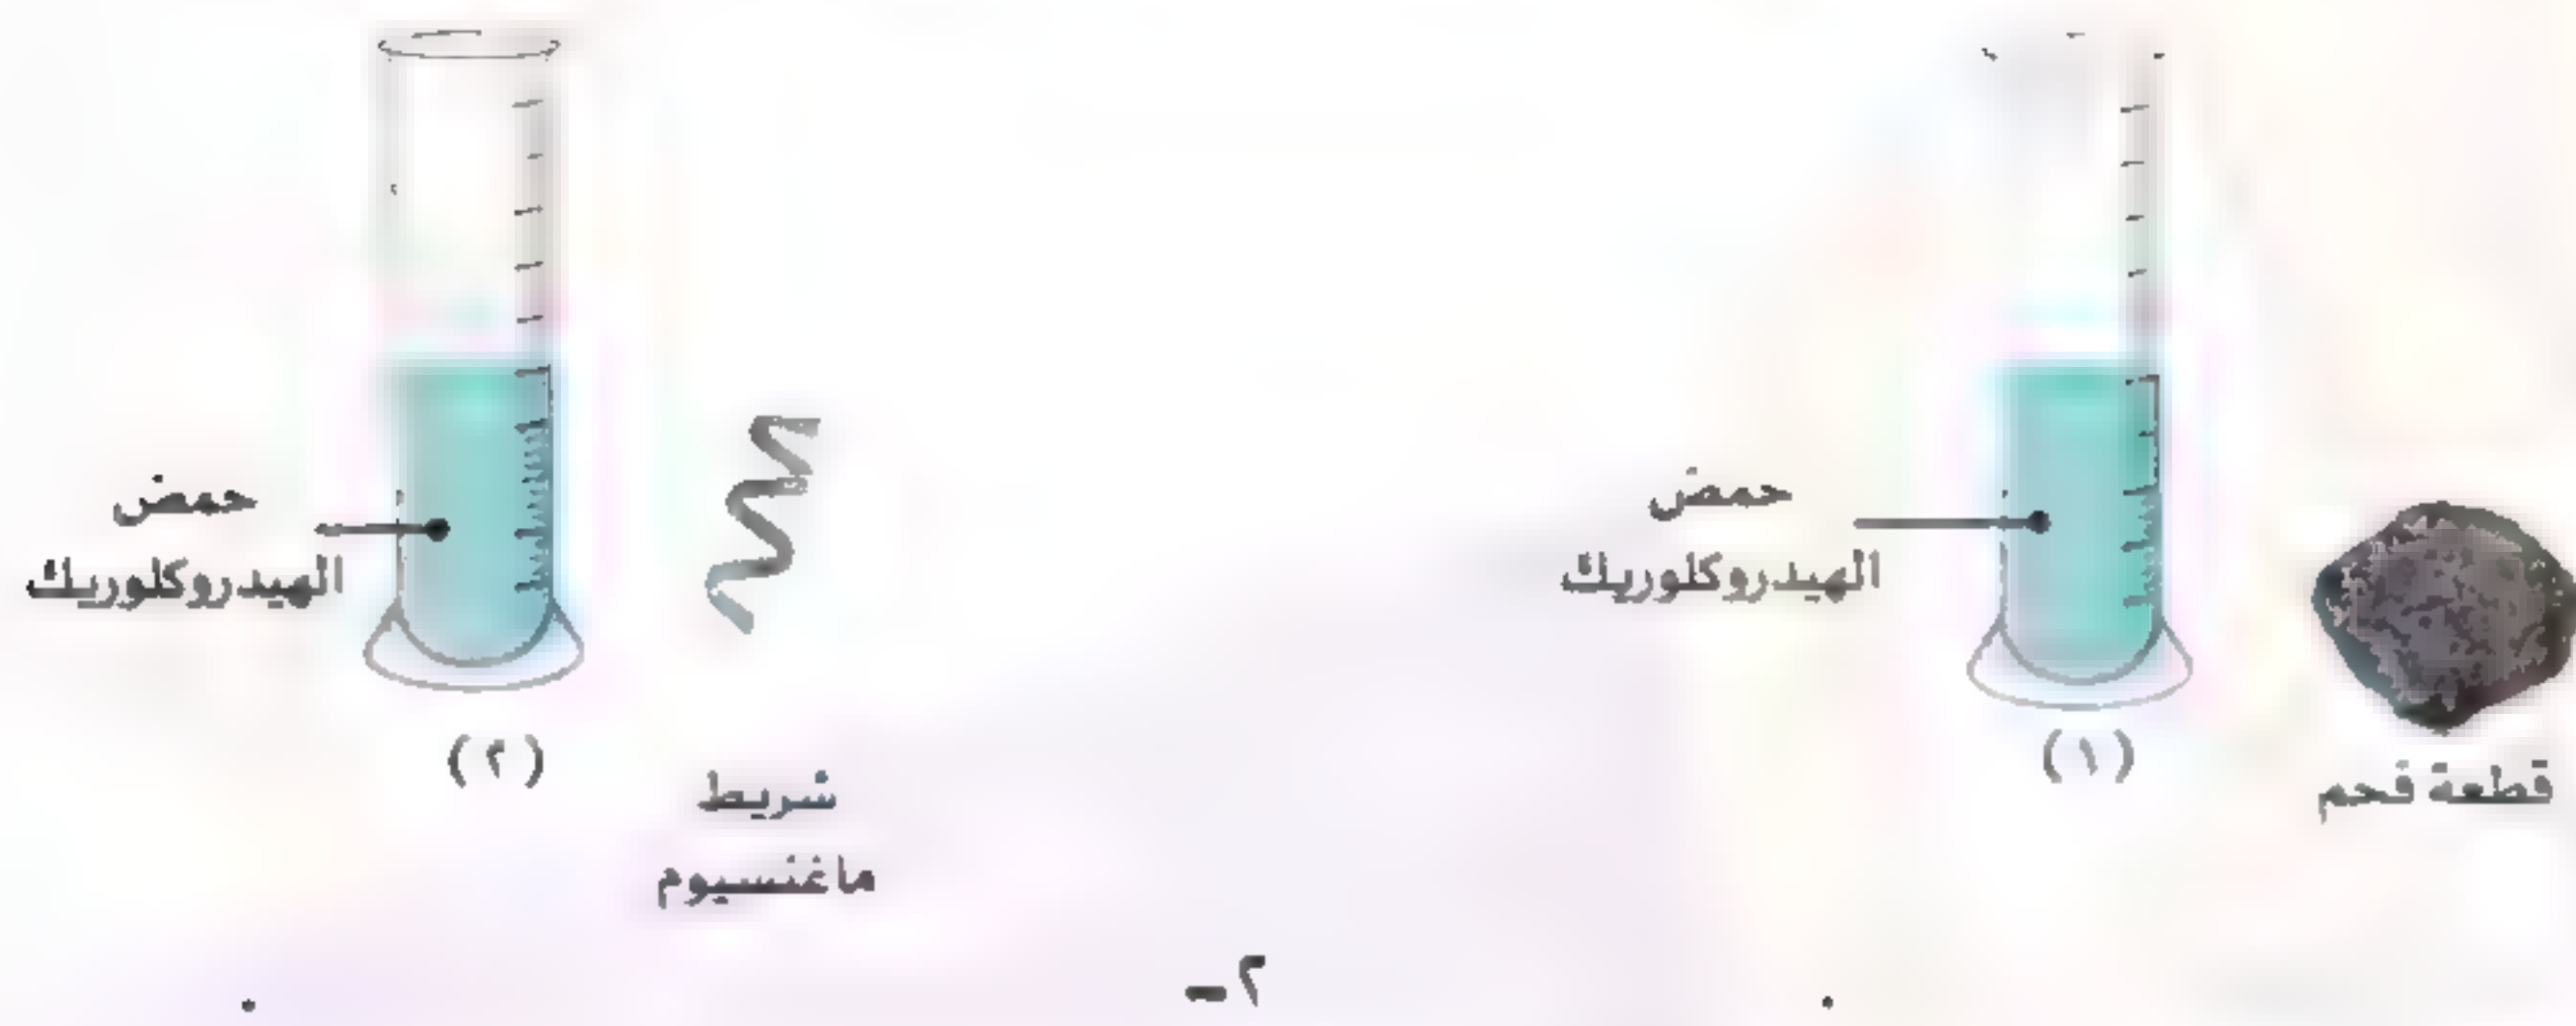 حمض
الهيدروكلوريك
(١)
قطعة فحم
حمض
الهيدروكلوريك
(٢)
شريط
ماغنسيوم
٢-